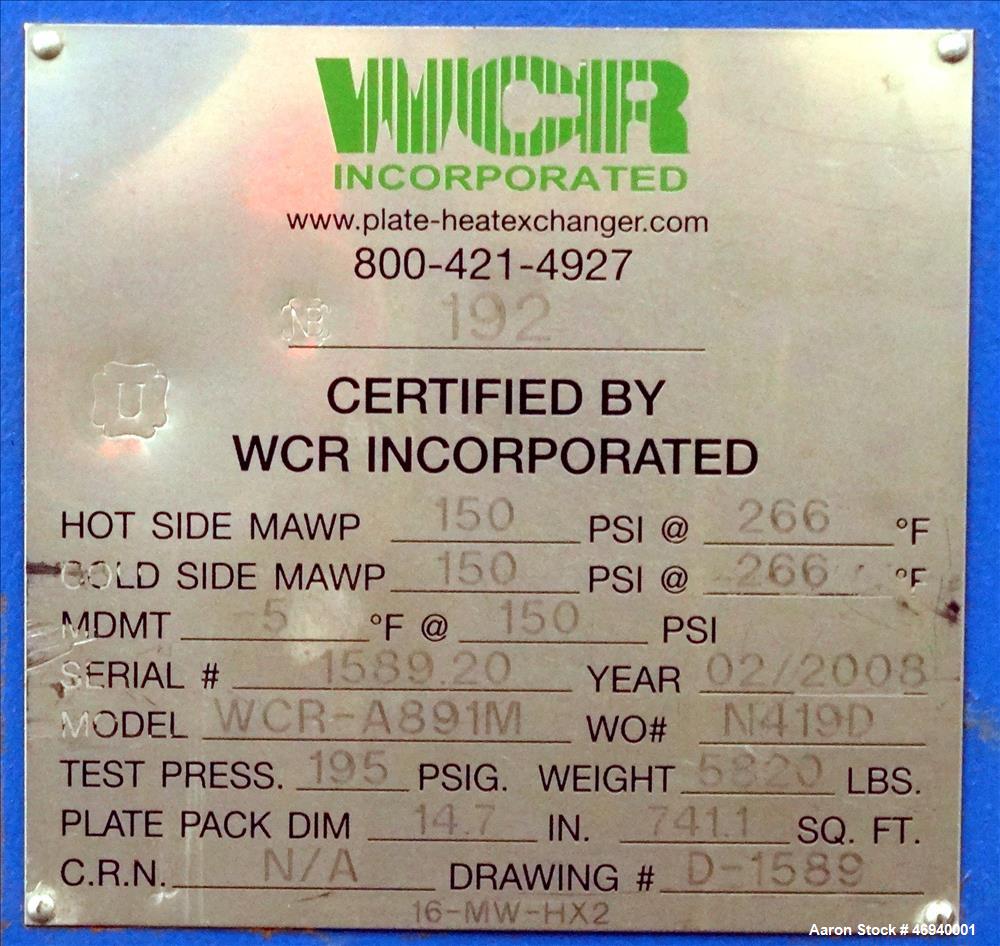 WCR
INCORPORATED
www.plate-heatexchanger.com
800-421-4927
NB 192
U
CERTIFIED BY
WCR INCORPORATED
HOT SIDE MAWP 150 PSI @ 266 °F
COLD SIDE MAWP 150 PSI @ 266 °F
MDMT 5 °F @ 150 PSI
SERIAL # 1589.20 YEAR 02/2008
MODEL WCR-A891M WO# N419D
TEST PRESS. 195 PSIG. WEIGHT 5820 LBS.
PLATE PACK DIM 14.7 IN. 741.1 SQ. FT.
C.R.N. N/A DRAWING # D-1589
16-MW-HX2
Aaron Stock # 46940001